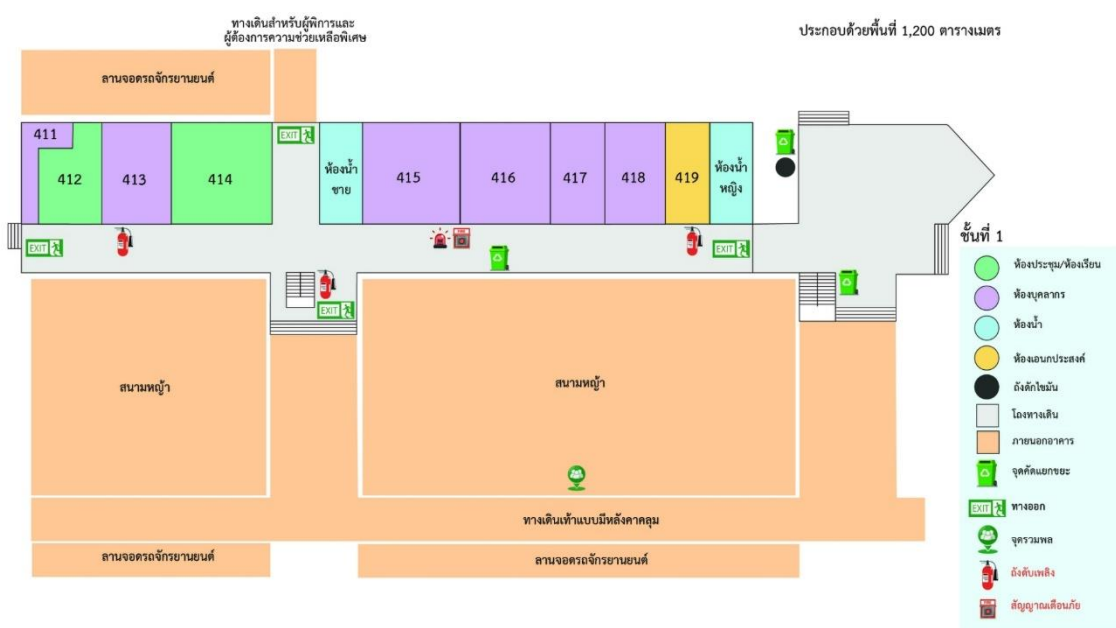 ทางเดินสำหรับผู้พิการและ
ผู้ต้องการความช่วยเหลือพิเศษ
ประกอบด้วยพื้นที่ 1,200 ตารางเมตร
ลานจอดรถจักรยานยนต์
411
412
413
414
EXIT
ห้องน้ำ
ชาย
415
416
417
418
419
ห้องน้ำ
หญิง
EXIT
EXIT
EXIT
สนามหญ้า
สนามหญ้า
ทางเดินเท้าแบบมีหลังคาคลุม
ลานจอดรถจักรยานยนต์
ลานจอดรถจักรยานยนต์
ชั้นที่ 1
ห้องประชุม/ห้องเรียน
ห้องบุคลากร
ห้องน้ำ
ห้องเอนกประสงค์
ถังดักไขมัน
โถงทางเดิน
ภายนอกอาคาร
จุดคัดแยกขยะ
EXIT ทางออก
จุดรวมพล
ถังดับเพลิง
สัญญาณเตือนภัย